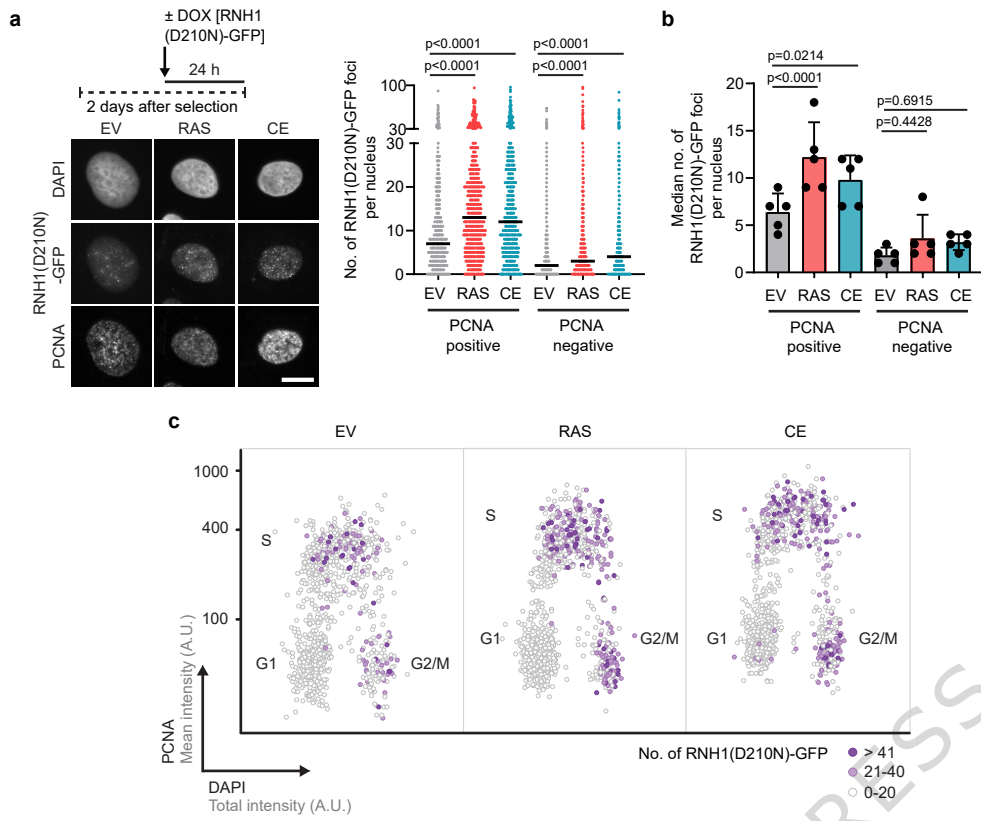 a
± DOX [RNH1
(D210N)-GFP]
24 h
2 days after selection
EV RAS CE
DAPI
RNH1(D210N)
-GFP
PCNA
No. of RNH1(D210N)-GFP foci
per nucleus
100
30
30
20
10
0
p<0.0001 p<0.0001
p<0.0001 p<0.0001
EV RAS CE EV RAS CE
PCNA
positive
PCNA
negative
b
Median no. of
RNH1(D210N)-GFP foci
per nucleus
20
15
10
5
0
p=0.0214
p<0.0001
p=0.6915
p=0.4428
EV RAS CE EV RAS CE
PCNA
positive
PCNA
negative
c
EV RAS CE
1000
400
100
S S S
G1 G2/M G1 G2/M G1 G2/M
PCNA
Mean intensity (A.U.)
DAPI
Total intensity (A.U.)
No. of RNH1(D210N)-GFP
> 41
21-40
0-20
RESS